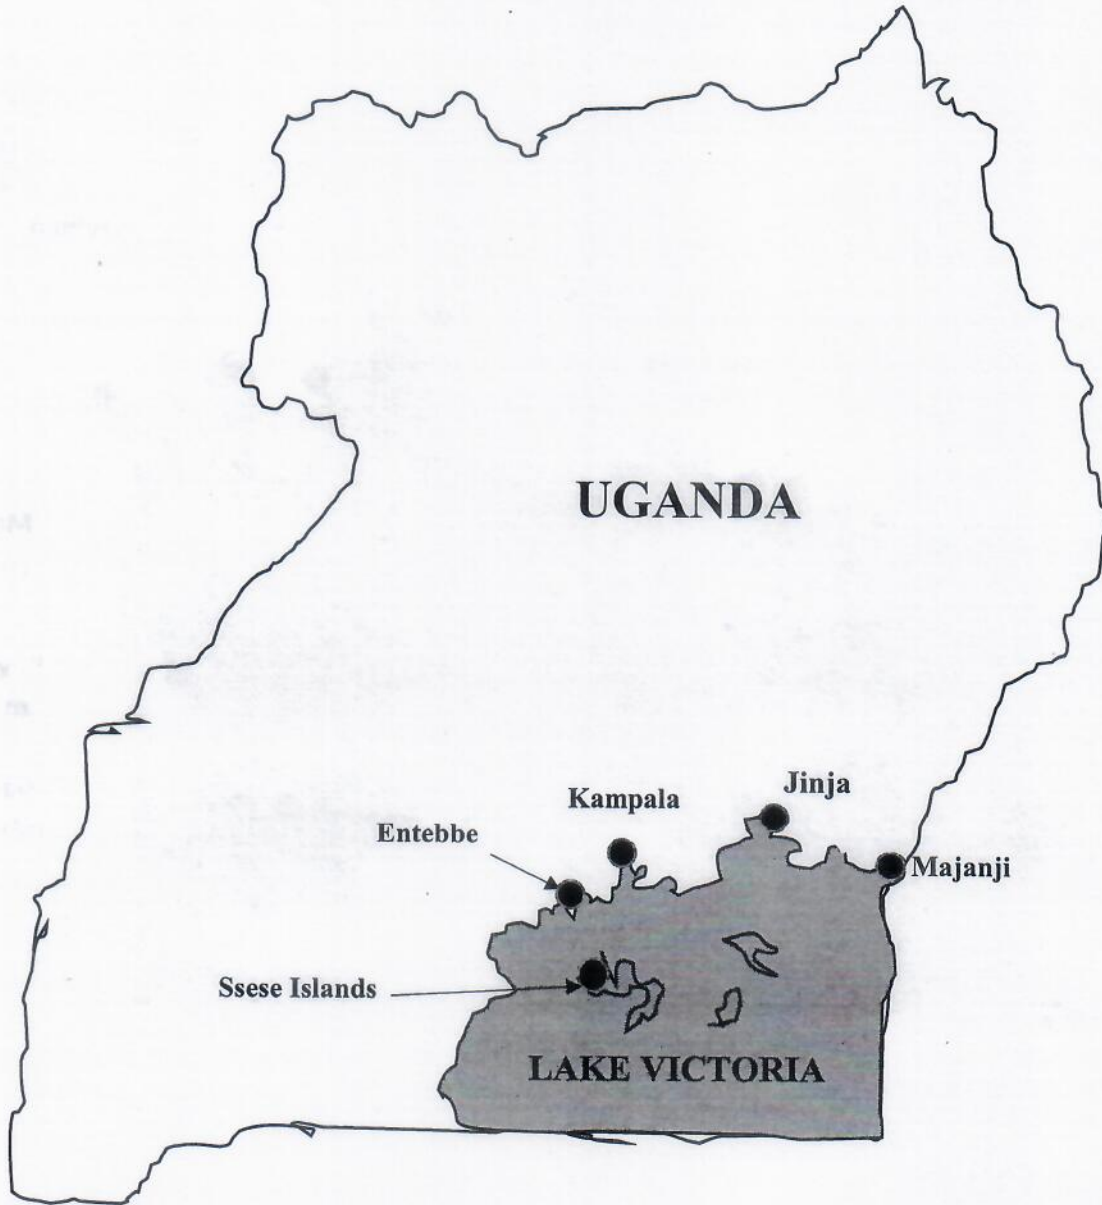 UGANDA
Jinja
Kampala
Entebbe
Majanji
Ssese Islands
LAKE VICTORIA